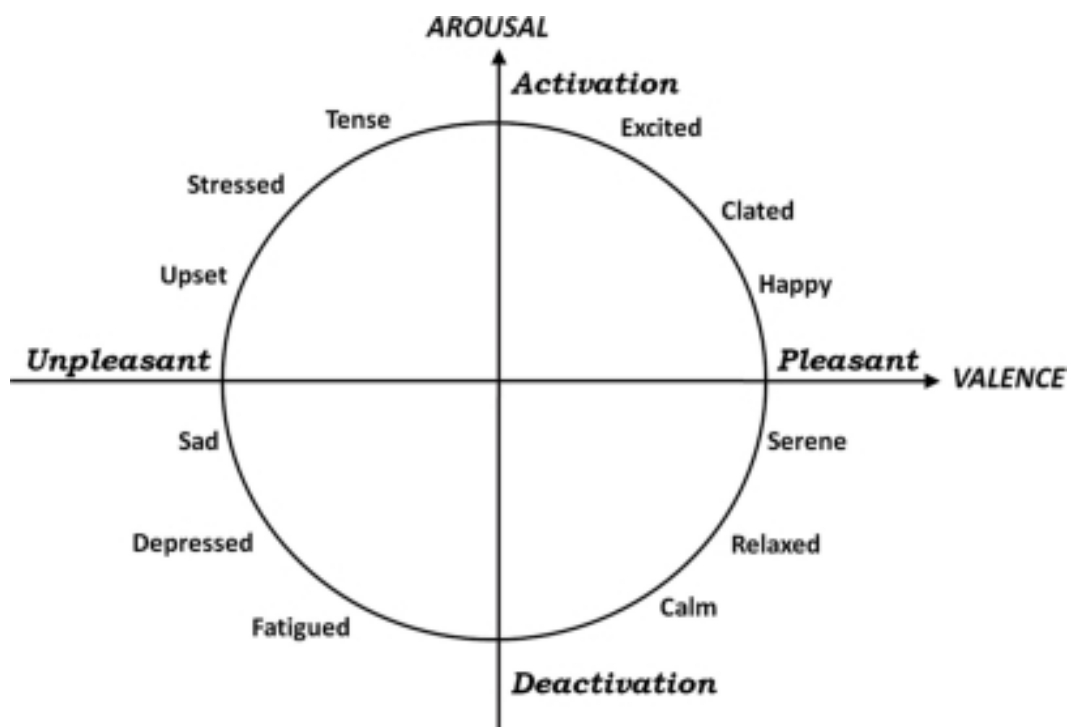 AROUSAL
Activation
Tense
Excited
Stressed
Clated
Upset
Happy
Unpleasant
Pleasant
VALENCE
Sad
Serene
Depressed
Relaxed
Calm
Fatigued
Deactivation